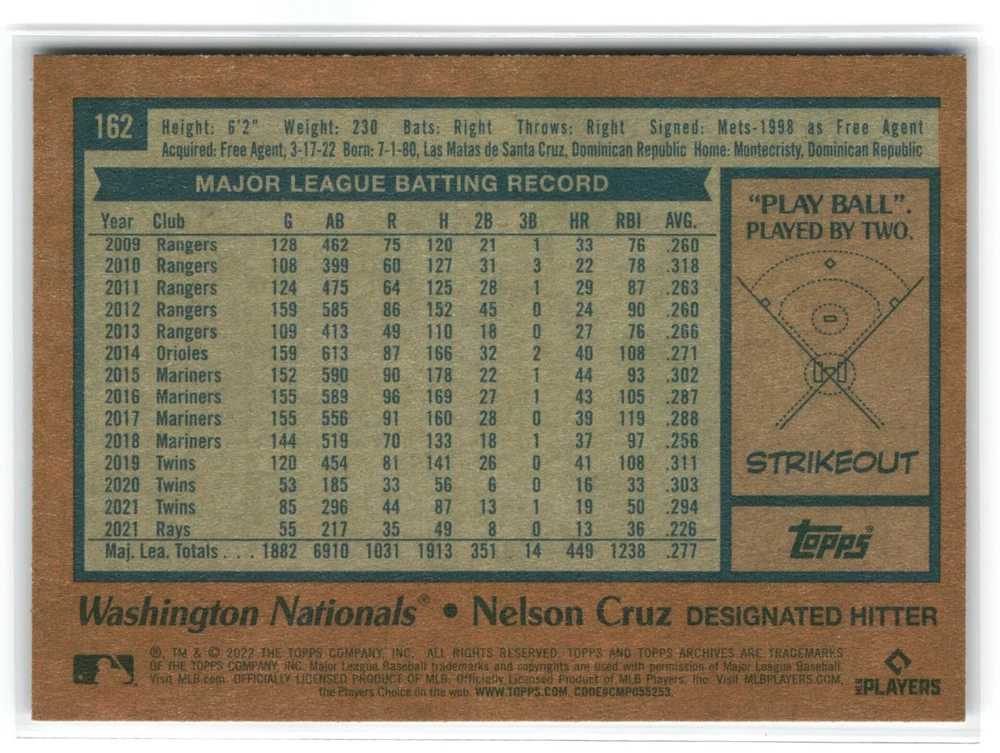 162
Height: 6'2" Weight: 230 Bats: Right Throws: Right Signed: Mets-1998 as Free Agent
Acquired: Free Agent, 3-17-22 Born: 7-1-80, Las Matas de Santa Cruz, Dominican Republic Home: Montecristy, Dominican Republic
MAJOR LEAGUE BATTING RECORD
Year Club G AB R H 2B 3B HR RBI AVG.
2009 Rangers 128 462 75 120 21 1 33 76 .260
2010 Rangers 108 399 60 127 31 3 22 78 .318
2011 Rangers 124 475 64 125 28 1 29 87 .263
2012 Rangers 159 585 86 152 45 0 24 90 .260
2013 Rangers 109 413 49 110 18 0 27 76 .266
2014 Orioles 159 613 87 166 32 2 40 108 .271
2015 Mariners 152 590 90 178 22 1 44 93 .302
2016 Mariners 155 589 96 169 27 1 43 105 .287
2017 Mariners 155 556 91 160 28 0 39 119 .288
2018 Mariners 144 519 70 133 18 1 37 97 .256
2019 Twins 120 454 81 141 26 0 41 108 .311
2020 Twins 53 185 33 56 6 0 16 33 .303
2021 Twins 85 296 44 87 13 1 19 50 .294
2021 Rays 55 217 35 49 8 0 13 36 .226
Maj. Lea. Totals . . . 1882 6910 1031 1913 351 14 449 1238 .277
"PLAY BALL".
PLAYED BY TWO.
STRIKEOUT
topps®
Washington Nationals® • Nelson Cruz DESIGNATED HITTER
®, TM & © 2022 THE TOPPS COMPANY, INC. ALL RIGHTS RESERVED. TOPPS AND TOPPS ARCHIVES ARE TRADEMARKS
OF THE TOPPS COMPANY, INC. Major League Baseball trademarks and copyrights are used with permission of Major League Baseball.
Visit MLB.com. OFFICIALLY LICENSED PRODUCT OF MLB. Officially Licensed Product of MLB Players, Inc. Visit MLBPLAYERS.COM,
the Players Choice on the web. WWW.TOPPS.COM. CODE#CMP055253.
MLB PLAYERS